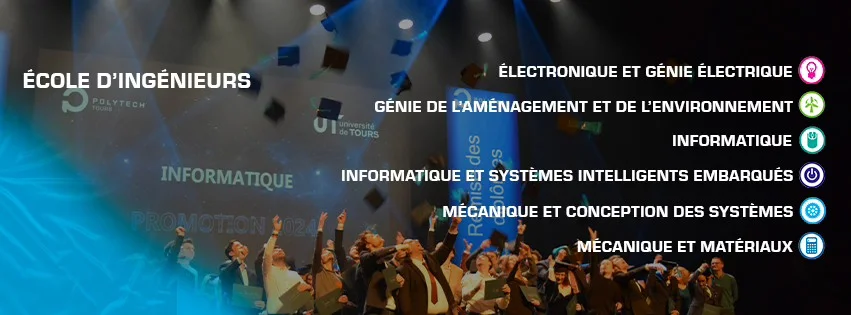 ÉCOLE D'INGÉNIEURS
POLYTECH
TOURS
université
de TOURS
INFORMATIQUE
PROMOTION 2024
Remise des
diplômes
ÉLECTRONIQUE ET GÉNIE ÉLECTRIQUE
GÉNIE DE L'AMÉNAGEMENT ET DE L'ENVIRONNEMENT
INFORMATIQUE
INFORMATIQUE ET SYSTÈMES INTELLIGENTS EMBARQUÉS
MÉCANIQUE ET CONCEPTION DES SYSTÈMES
MÉCANIQUE ET MATÉRIAUX